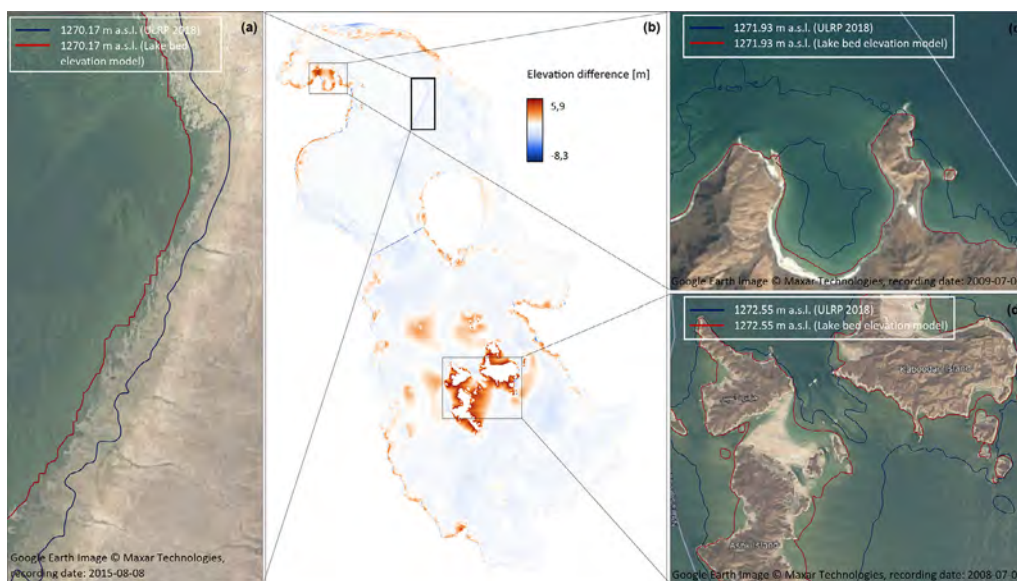 1270.17 m a.s.l. (ULRP 2018)
1270.17 m a.s.l. (Lake bed
elevation model)
(a)
Google Earth Image © Maxar Technologies,
recording date: 2015-08-08
(b)
Elevation difference [m]
5,9
-8,3
1271.93 m a.s.l. (ULRP 2018)
1271.93 m a.s.l. (Lake bed elevation model)
Google Earth Image © Maxar Technologies, recording date: 2009-07-0
1272.55 m a.s.l. (ULRP 2018)
1272.55 m a.s.l. (Lake bed elevation model)
(d
Kaboodan Island
Island
Google Earth Image © Maxar Technologies, recording date: 2008-07-0